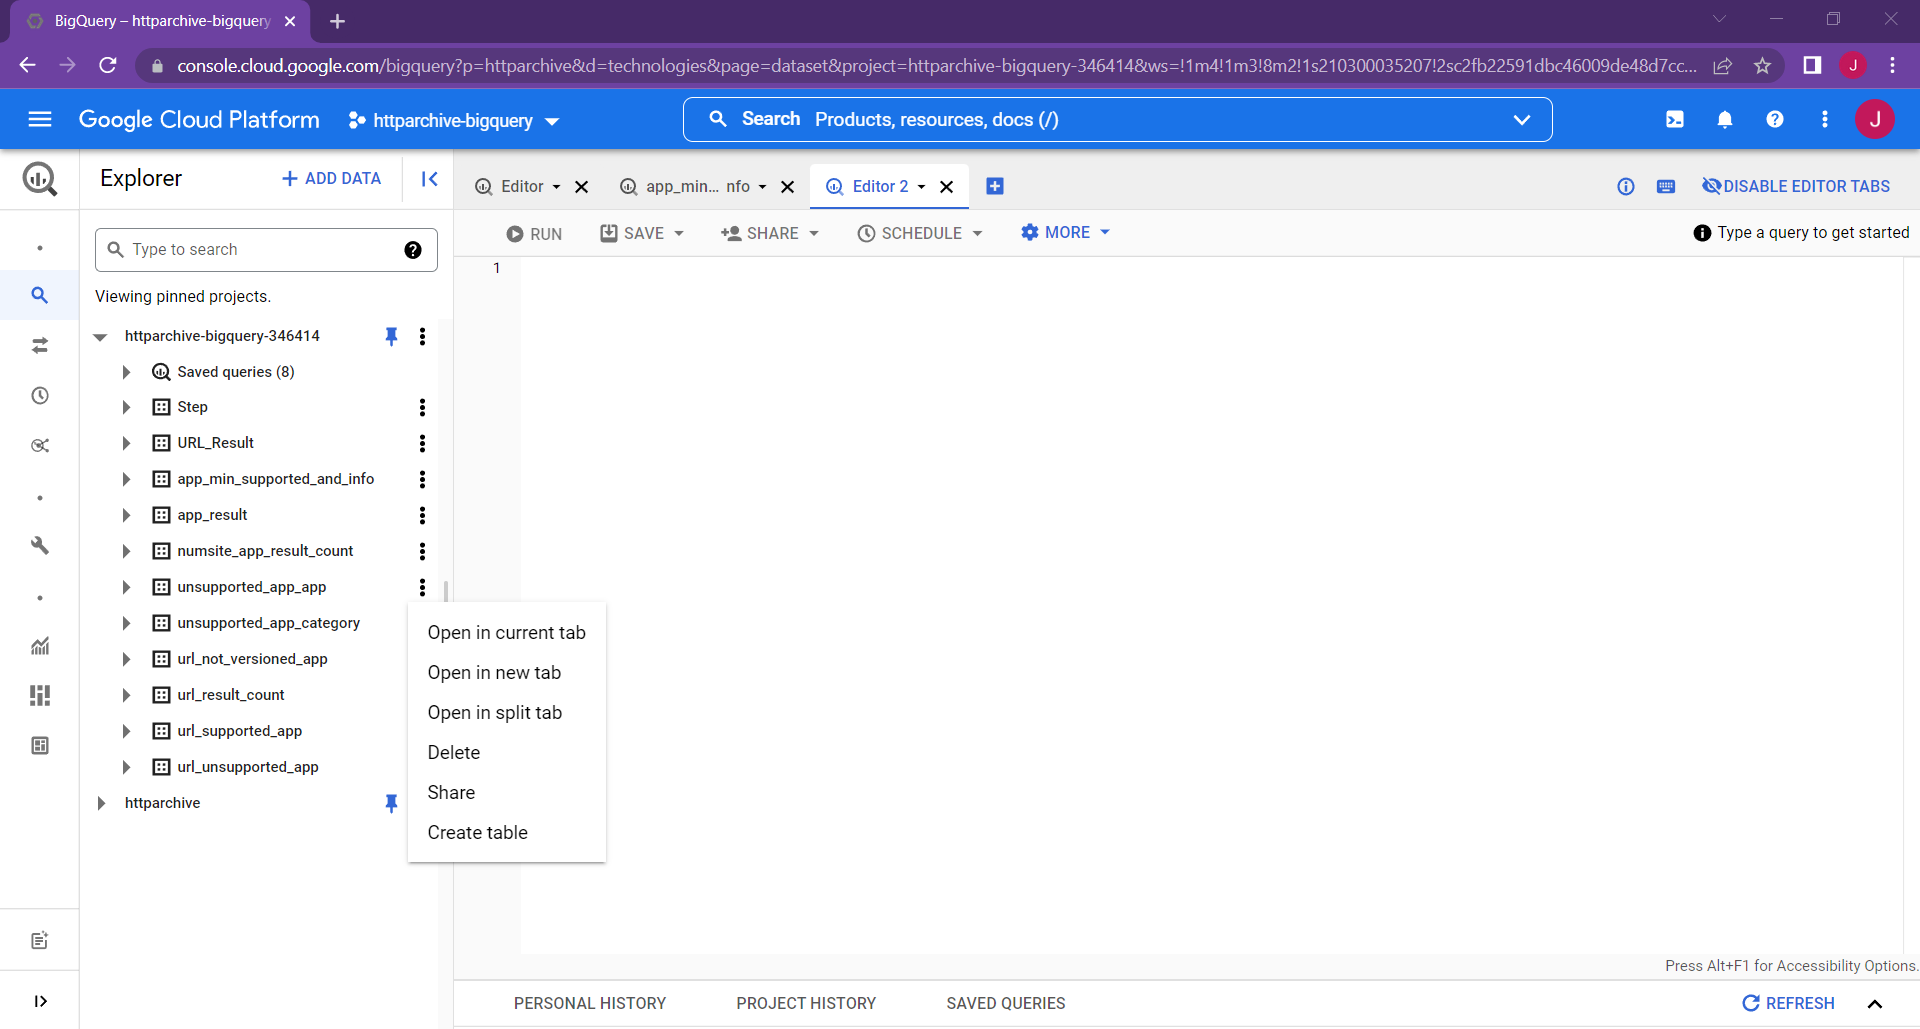 BigQuery – httparchive-bigquery
console.cloud.google.com/bigquery?p=httparchive&d=technologies&page=dataset&project=httparchive-bigquery-346414&ws=!1m4!1m3!8m2!1s210300035207!2sc2fb22591dbc46009de48d7cc...
J
Google Cloud Platform
httparchive-bigquery
Search Products, resources, docs (/)
J
Explorer
+ ADD DATA
Editor
app_min... nfo
Editor 2
DISABLE EDITOR TABS
RUN
SAVE
SHARE
SCHEDULE
MORE
Type a query to get started
Type to search
1
Viewing pinned projects.
httparchive-bigquery-346414
Saved queries (8)
Step
URL_Result
app_min_supported_and_info
app_result
numsite_app_result_count
unsupported_app_app
unsupported_app_category
url_not_versioned_app
url_result_count
url_supported_app
url_unsupported_app
httparchive
Open in current tab
Open in new tab
Open in split tab
Delete
Share
Create table
Press Alt+F1 for Accessibility Options.
PERSONAL HISTORY
PROJECT HISTORY
SAVED QUERIES
REFRESH